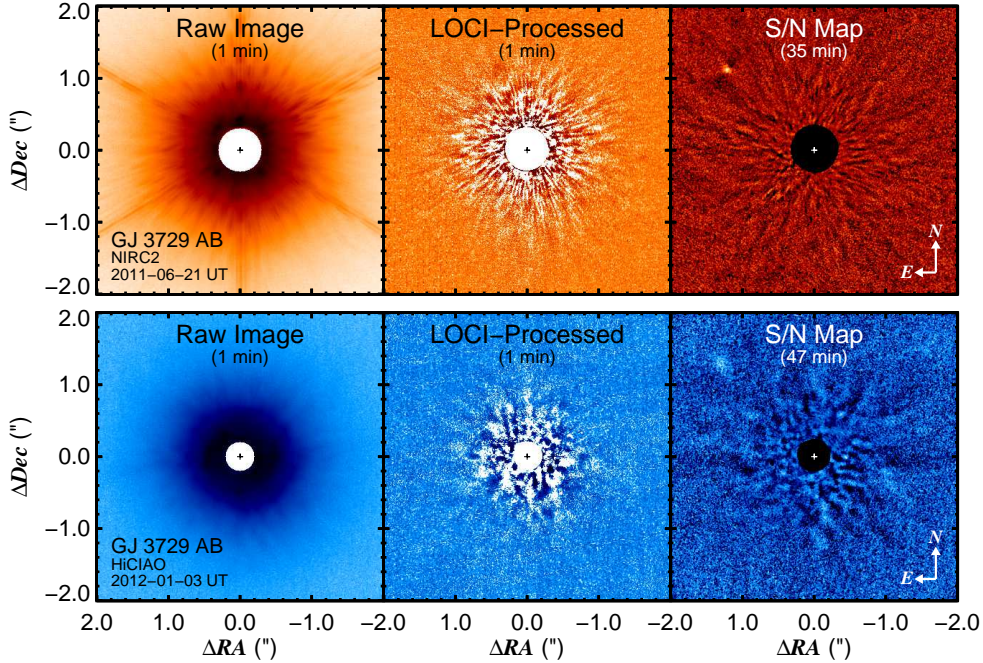 Raw Image
(1 min)
LOCI–Processed
(1 min)
S/N Map
(35 min)
2.0
1.0
0.0
–1.0
–2.0
ΔDec (")
GJ 3729 AB
NIRC2
2011–06–21 UT
N
E
Raw Image
(1 min)
LOCI–Processed
(1 min)
S/N Map
(47 min)
2.0
1.0
0.0
–1.0
–2.0
ΔDec (")
GJ 3729 AB
HiCIAO
2012–01–03 UT
N
E
2.0 1.0 0.0 –1.0 –2.0 1.0 0.0 –1.0 –2.0 1.0 0.0 –1.0 –2.0
ΔRA (") ΔRA (") ΔRA (")